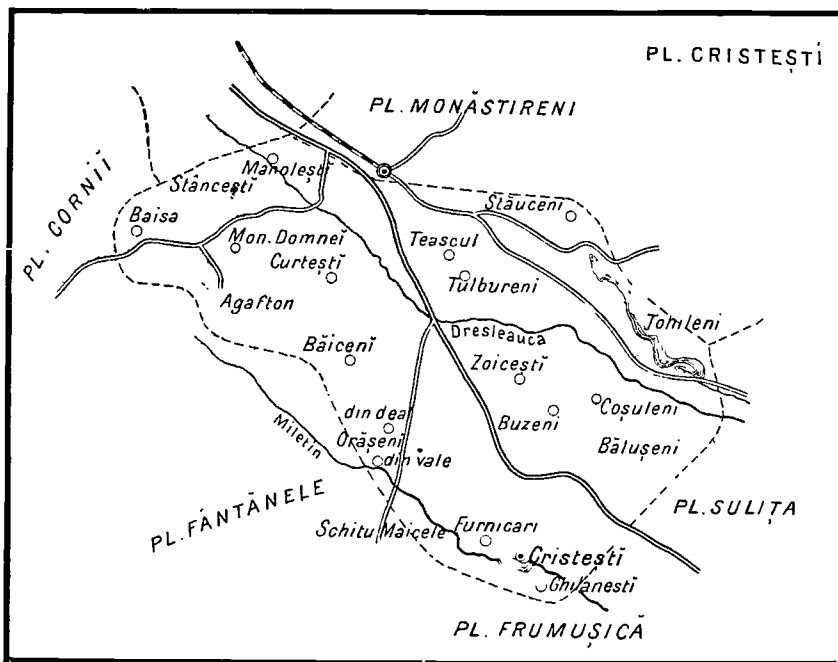 PL. CRISTEȘTI
PL. MONĂSTIRENI
PL. CORNII
Manolești
Stâncești
Baisa
Stăuceni
Mon. Domnei
Teascul
Curtești
Tulbureni
Agafton
Dresleauca
Tohileni
Băiceni
Zoicești
Coșuleni
Buzeni
din deal
Orășeni
din vale
Bălușeni
Miletin
PL. FÂNTÂNELE
PL. SULIȚA
Schitu Maicele
Furnicari
Cristești
PL. FRUMUȘICĂ